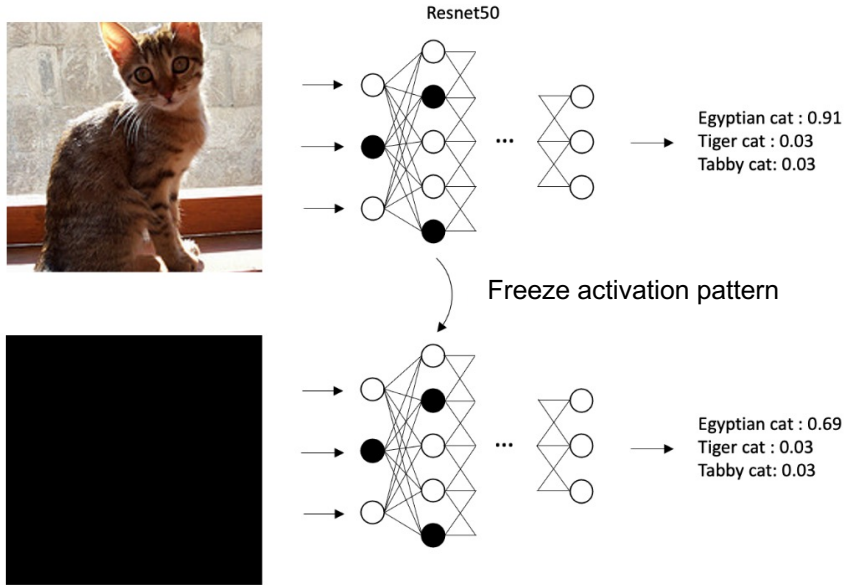 Resnet50
Egyptian cat : 0.91
Tiger cat : 0.03
Tabby cat: 0.03
...
Freeze activation pattern
...
Egyptian cat : 0.69
Tiger cat : 0.03
Tabby cat: 0.03